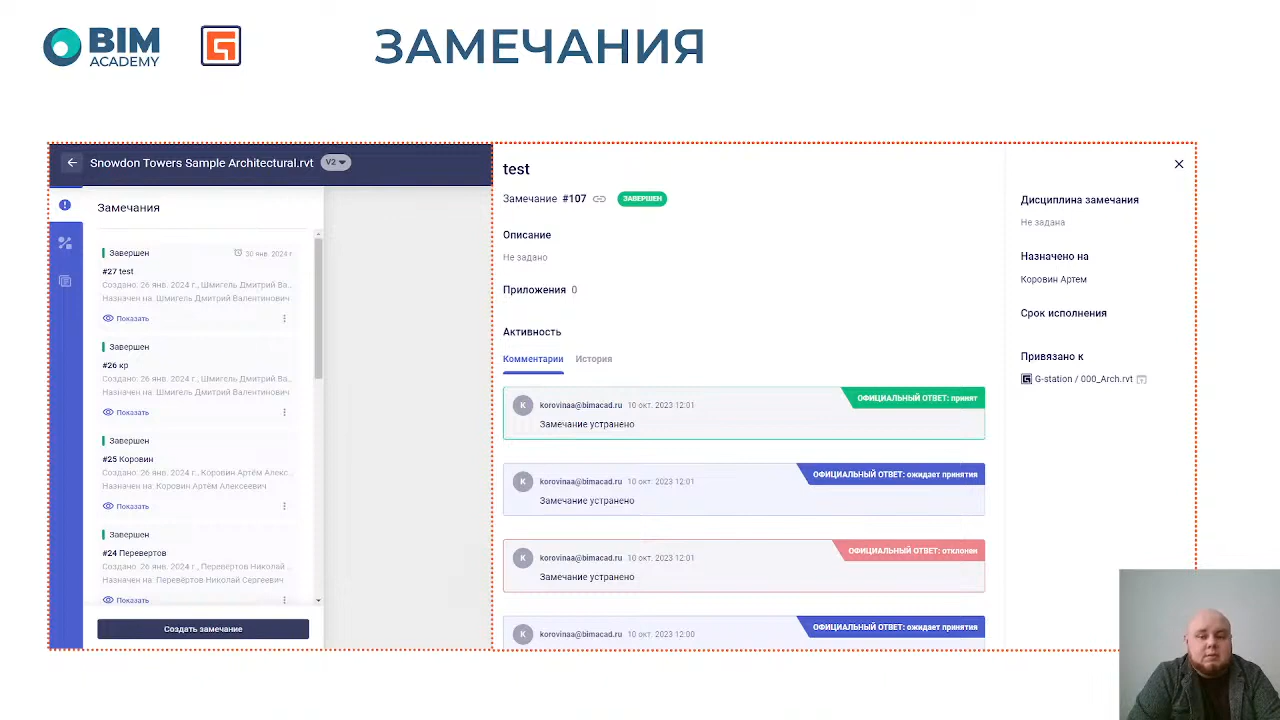 BIM
ACADEMY
ЗАМЕЧАНИЯ
Snowdon Towers Sample Architectural.rvt V2
Замечания
Завершен 30 янв. 2024 г
#27 test
Создано: 26 янв. 2024 г., Шмигель Дмитрий Ва...
Назначен на: Шмигель Дмитрий Валентинович
Показать
Завершен
#26 кр
Создано: 26 янв. 2024 г., Шмигель Дмитрий Ва...
Назначен на: Шмигель Дмитрий Валентинович
Показать
Завершен
#25 Коровин
Создано: 26 янв. 2024 г., Коровин Артём Алекс...
Назначен на: Коровин Артём Алексеевич
Показать
Завершен
#24 Перевертов
Создано: 26 янв. 2024 г., Перевертов Николай ...
Назначен на: Перевёртов Николай Сергеевич
Показать
Создать замечание
test
Замечание #107 ЗАВЕРШЕН
Описание
Не задано
Приложения 0
Активность
Комментарии История
K korovinaa@bimacad.ru 10 окт. 2023 12:01 ОФИЦИАЛЬНЫЙ ОТВЕТ: принят
Замечание устранено
K korovinaa@bimacad.ru 10 окт. 2023 12:01 ОФИЦИАЛЬНЫЙ ОТВЕТ: ожидает принятия
Замечание устранено
K korovinaa@bimacad.ru 10 окт. 2023 12:01 ОФИЦИАЛЬНЫЙ ОТВЕТ: отклонен
Замечание устранено
K korovinaa@bimacad.ru 10 окт. 2023 12:00 ОФИЦИАЛЬНЫЙ ОТВЕТ: ожидает принятия
Дисциплина замечания
Не задана
Назначено на
Коровин Артем
Срок исполнения
Привязано к
G-station / 000_Arch.rvt